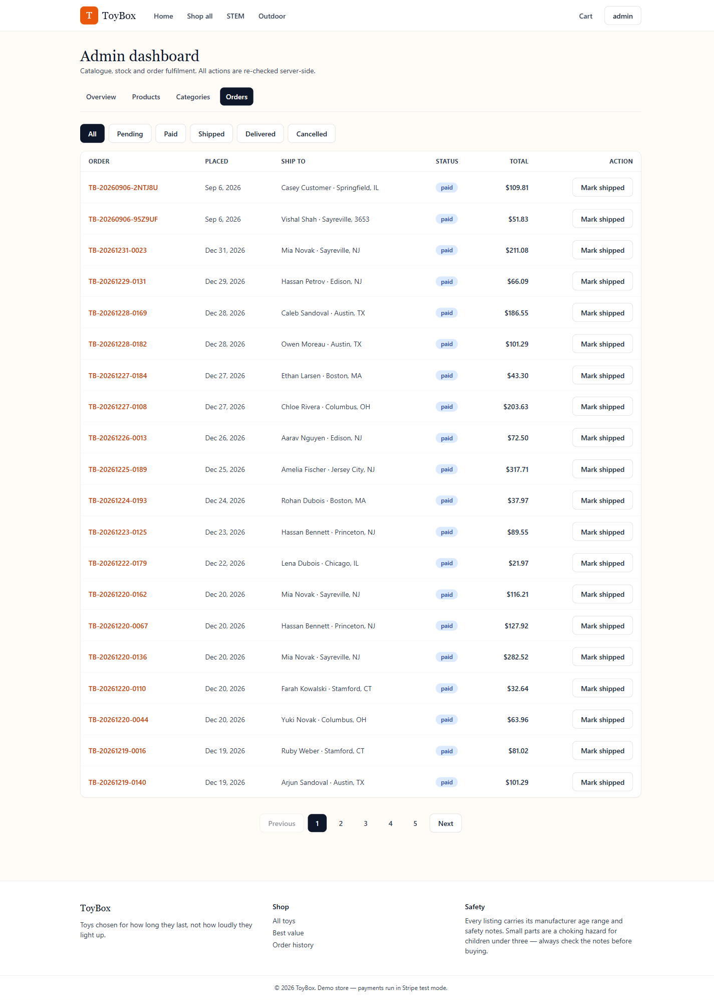 T ToyBox Home Shop all STEM Outdoor Cart admin
Admin dashboard
Catalogue, stock and order fulfilment. All actions are re-checked server-side.
Overview Products Categories Orders
All Pending Paid Shipped Delivered Cancelled
ORDER PLACED SHIP TO STATUS TOTAL ACTION
TB-20260906-2NTJ8U Sep 6, 2026 Casey Customer · Springfield, IL paid $109.81 Mark shipped
TB-20260906-95Z9UF Sep 6, 2026 Vishal Shah · Sayreville, 3653 paid $51.83 Mark shipped
TB-20261231-0023 Dec 31, 2026 Mia Novak · Sayreville, NJ paid $211.08 Mark shipped
TB-20261229-0131 Dec 29, 2026 Hassan Petrov · Edison, NJ paid $66.09 Mark shipped
TB-20261228-0169 Dec 28, 2026 Caleb Sandoval · Austin, TX paid $186.55 Mark shipped
TB-20261228-0182 Dec 28, 2026 Owen Moreau · Austin, TX paid $101.29 Mark shipped
TB-20261227-0184 Dec 27, 2026 Ethan Larsen · Boston, MA paid $43.30 Mark shipped
TB-20261227-0108 Dec 27, 2026 Chloe Rivera · Columbus, OH paid $203.63 Mark shipped
TB-20261226-0013 Dec 26, 2026 Aarav Nguyen · Edison, NJ paid $72.50 Mark shipped
TB-20261225-0189 Dec 25, 2026 Amelia Fischer · Jersey City, NJ paid $317.71 Mark shipped
TB-20261224-0193 Dec 24, 2026 Rohan Dubois · Boston, MA paid $37.97 Mark shipped
TB-20261223-0125 Dec 23, 2026 Hassan Bennett · Princeton, NJ paid $89.55 Mark shipped
TB-20261222-0179 Dec 22, 2026 Lena Dubois · Chicago, IL paid $21.97 Mark shipped
TB-20261220-0162 Dec 20, 2026 Mia Novak · Sayreville, NJ paid $116.21 Mark shipped
TB-20261220-0067 Dec 20, 2026 Hassan Bennett · Princeton, NJ paid $127.92 Mark shipped
TB-20261220-0136 Dec 20, 2026 Mia Novak · Sayreville, NJ paid $282.52 Mark shipped
TB-20261220-0110 Dec 20, 2026 Farah Kowalski · Stamford, CT paid $32.64 Mark shipped
TB-20261220-0044 Dec 20, 2026 Yuki Novak · Columbus, OH paid $63.96 Mark shipped
TB-20261219-0016 Dec 19, 2026 Ruby Weber · Stamford, CT paid $81.02 Mark shipped
TB-20261219-0140 Dec 19, 2026 Arjun Sandoval · Austin, TX paid $101.29 Mark shipped
Previous 1 2 3 4 5 Next
ToyBox
Toys chosen for how long they last, not how loudly they
light up.
Shop
All toys
Best value
Order history
Safety
Every listing carries its manufacturer age range and
safety notes. Small parts are a choking hazard for
children under three — always check the notes before
buying.
© 2026 ToyBox. Demo store — payments run in Stripe test mode.